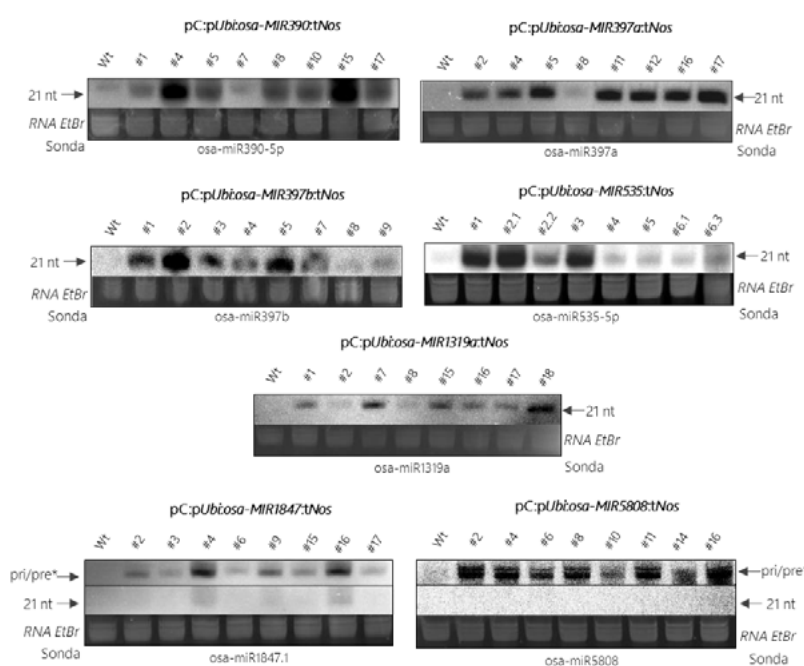 pC:pUbi:osa-MIR390:tNos
Wt #1 #4 #5 #7 #8 #10 #15 #17
21 nt
RNA EtBr
Sonda
osa-miR390-5p
pC:pUbi:osa-MIR397a:tNos
Wt #2 #4 #5 #8 #11 #12 #16 #17
21 nt
RNA EtBr
Sonda
osa-miR397a
pC:pUbi:osa-MIR397b:tNos
Wt #1 #2 #3 #4 #5 #7 #8 #9
21 nt
RNA EtBr
Sonda
osa-miR397b
pC:pUbi:osa-MIR535:tNos
Wt #1 #2.1 #2.2 #3 #4 #5 #6.1 #6.3
21 nt
RNA EtBr
Sonda
osa-miR535-5p
pC:pUbi:osa-MIR1319a:tNos
Wt #1 #2 #7 #8 #15 #16 #17 #18
21 nt
RNA EtBr
Sonda
osa-miR1319a
pC:pUbi:osa-MIR1847:tNos
Wt #2 #3 #4 #6 #9 #15 #16 #17
pri/pre*
21 nt
RNA EtBr
Sonda
osa-miR1847.1
pC:pUbi:osa-MIR5808:tNos
Wt #2 #4 #6 #8 #10 #11 #14 #16
pri/pre*
21 nt
RNA EtBr
Sonda
osa-miR5808